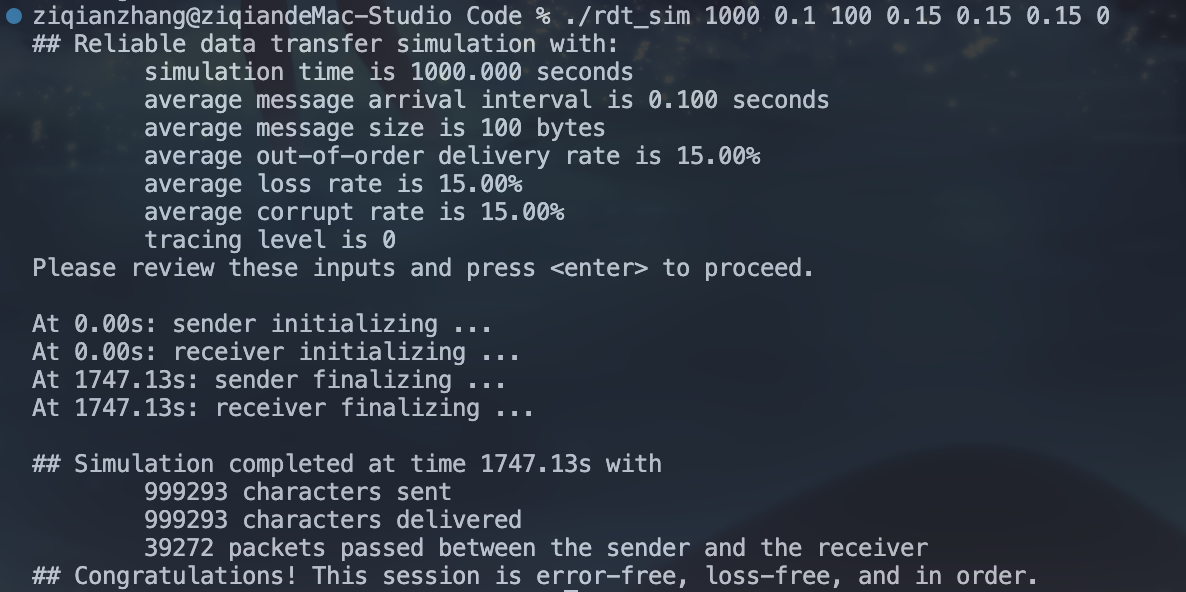 ziqianzhang@ziqiandeMac-Studio Code % ./rdt_sim 1000 0.1 100 0.15 0.15 0.15 0
## Reliable data transfer simulation with:
simulation time is 1000.000 seconds
average message arrival interval is 0.100 seconds
average message size is 100 bytes
average out-of-order delivery rate is 15.00%
average loss rate is 15.00%
average corrupt rate is 15.00%
tracing level is 0
Please review these inputs and press <enter> to proceed.
At 0.00s: sender initializing ...
At 0.00s: receiver initializing ...
At 1747.13s: sender finalizing ...
At 1747.13s: receiver finalizing ...
## Simulation completed at time 1747.13s with
999293 characters sent
999293 characters delivered
39272 packets passed between the sender and the receiver
## Congratulations! This session is error-free, loss-free, and in order.